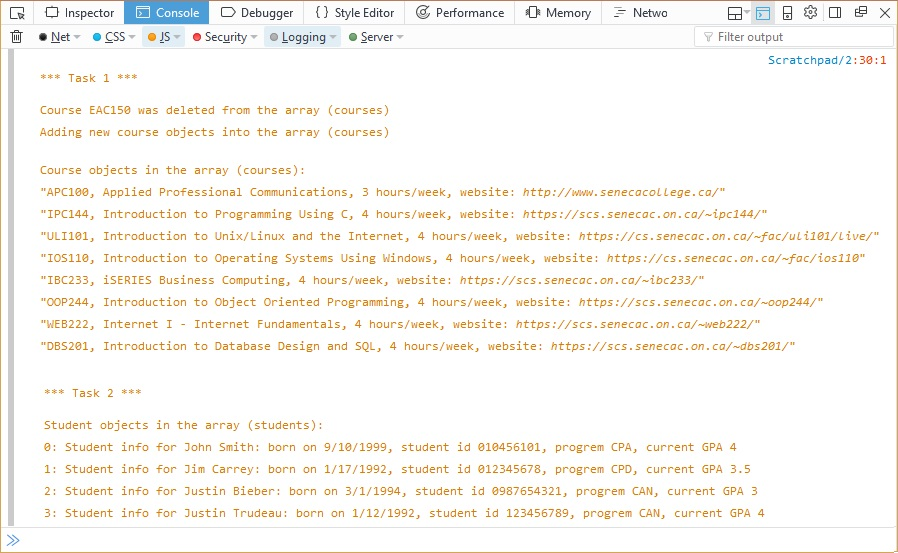 Inspector Console Debugger { } Style Editor Performance Memory Netwo
Net CSS JS Security Logging Server Filter output
Scratchpad/2:30:1
*** Task 1 ***
Course EAC150 was deleted from the array (courses)
Adding new course objects into the array (courses)
Course objects in the array (courses):
"APC100, Applied Professional Communications, 3 hours/week, website: http://www.senecacollege.ca/"
"IPC144, Introduction to Programming Using C, 4 hours/week, website: https://scs.senecac.on.ca/~ipc144/"
"ULI101, Introduction to Unix/Linux and the Internet, 4 hours/week, website: https://cs.senecac.on.ca/~fac/uli101/live/"
"IOS110, Introduction to Operating Systems Using Windows, 4 hours/week, website: https://cs.senecac.on.ca/~fac/ios110"
"IBC233, iSERIES Business Computing, 4 hours/week, website: https://scs.senecac.on.ca/~ibc233/"
"OOP244, Introduction to Object Oriented Programming, 4 hours/week, website: https://scs.senecac.on.ca/~oop244/"
"WEB222, Internet I - Internet Fundamentals, 4 hours/week, website: https://scs.senecac.on.ca/~web222/"
"DBS201, Introduction to Database Design and SQL, 4 hours/week, website: https://scs.senecac.on.ca/~dbs201/"
*** Task 2 ***
Student objects in the array (students):
0: Student info for John Smith: born on 9/10/1999, student id 010456101, progrem CPA, current GPA 4
1: Student info for Jim Carrey: born on 1/17/1992, student id 012345678, progrem CPD, current GPA 3.5
2: Student info for Justin Bieber: born on 3/1/1994, student id 0987654321, progrem CAN, current GPA 3
3: Student info for Justin Trudeau: born on 1/12/1992, student id 123456789, progrem CAN, current GPA 4